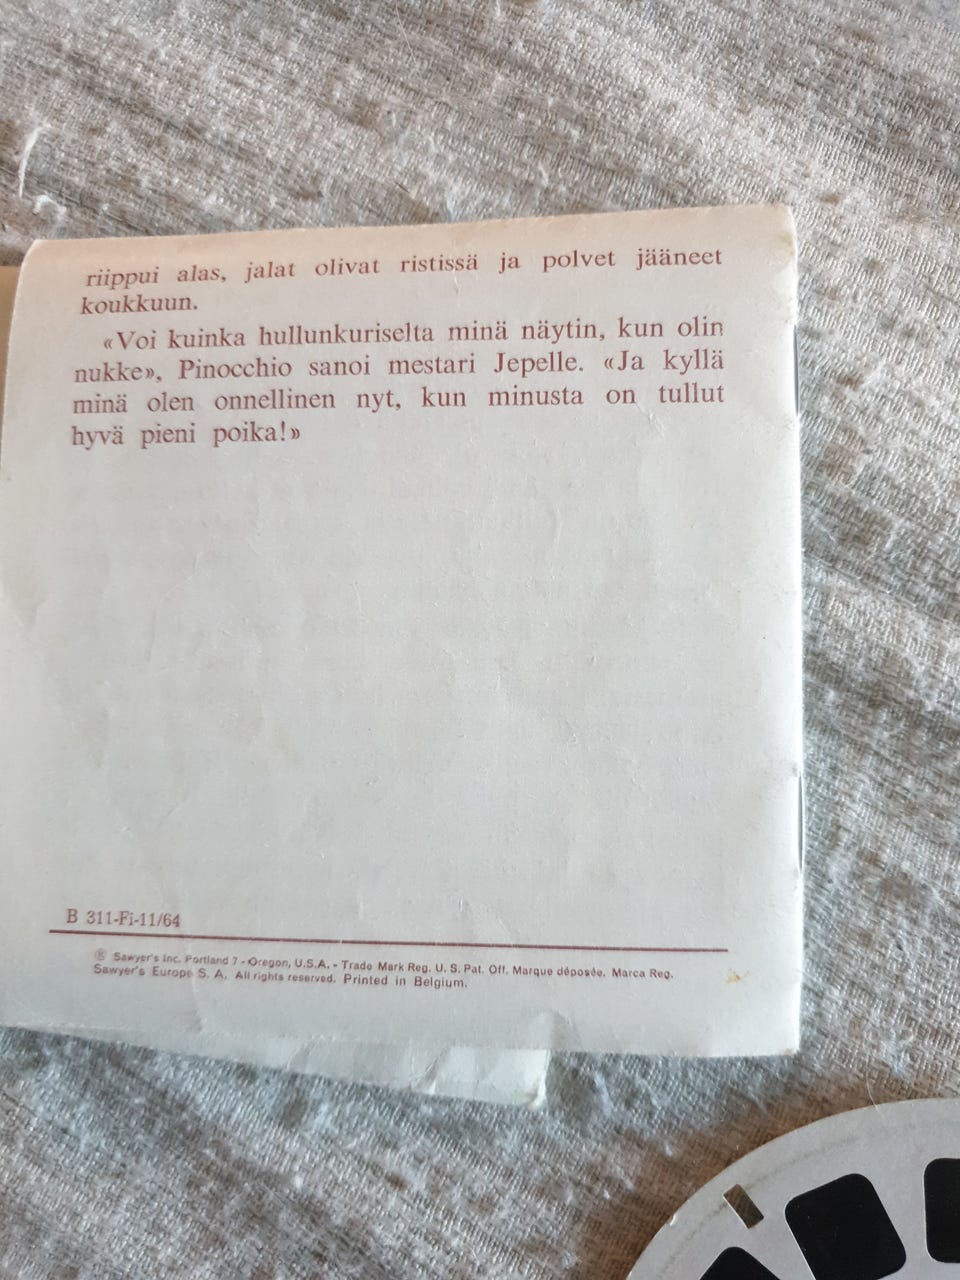 riippui alas, jalat olivat ristissä ja polvet jääneet
koukkuun.
«Voi kuinka hullunkuriselta minä näytin, kun olin
nukke», Pinocchio sanoi mestari Jepelle. «Ja kyllä
minä olen onnellinen nyt, kun minusta on tullut
hyvä pieni poika!»
B 311-Fi-11/64
® Sawyer's Inc. Portland 7 - Oregon, U.S.A. - Trade Mark Reg. U. S. Pat. Off. Marque déposée. Marca Reg.
Sawyer's Europe S. A. All rights reserved. Printed in Belgium.